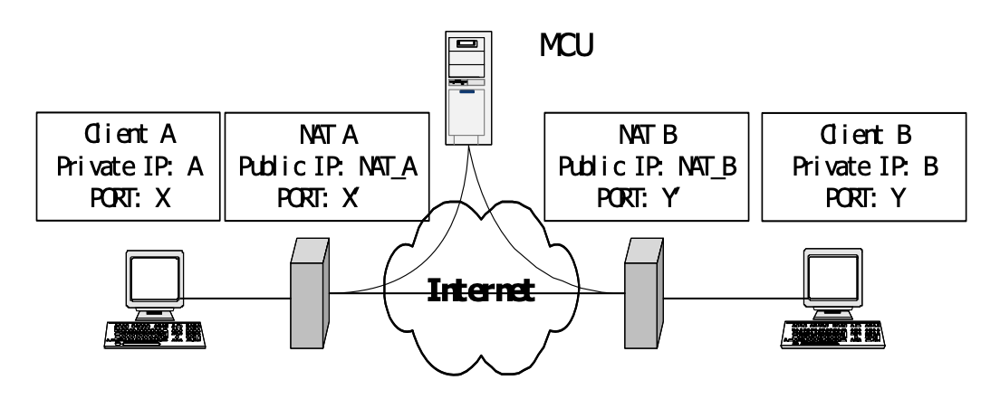 MCU
Client A
Private IP: A
PORT: X
NAT A
Public IP: NAT_A
PORT: X'
NAT B
Public IP: NAT_B
PORT: Y'
Client B
Private IP: B
PORT: Y
Internet